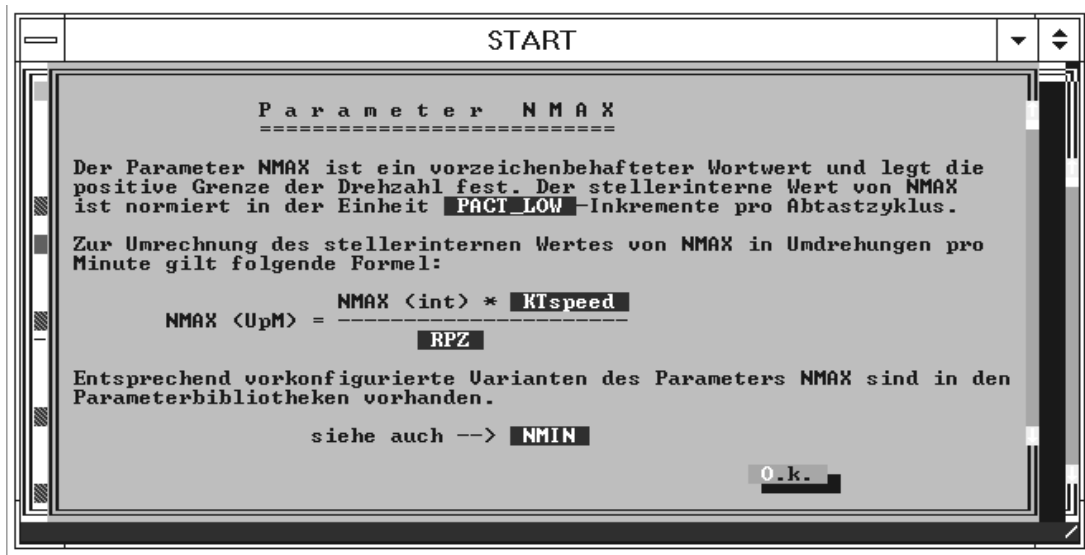 START
P a r a m e t e r   N M A X
===========================
Der Parameter NMAX ist ein vorzeichenbehafteter Wortwert und legt die
positive Grenze der Drehzahl fest. Der stellerinterne Wert von NMAX
ist normiert in der Einheit PACT_LOW -Inkremente pro Abtastzyklus.
Zur Umrechnung des stellerinternen Wertes von NMAX in Umdrehungen pro
Minute gilt folgende Formel:
NMAX (int) * KTspeed
NMAX (UpM) = ----------------------
RPZ
Entsprechend vorkonfigurierte Varianten des Parameters NMAX sind in den
Parameterbibliotheken vorhanden.
siehe auch --> NMIN
O.k.